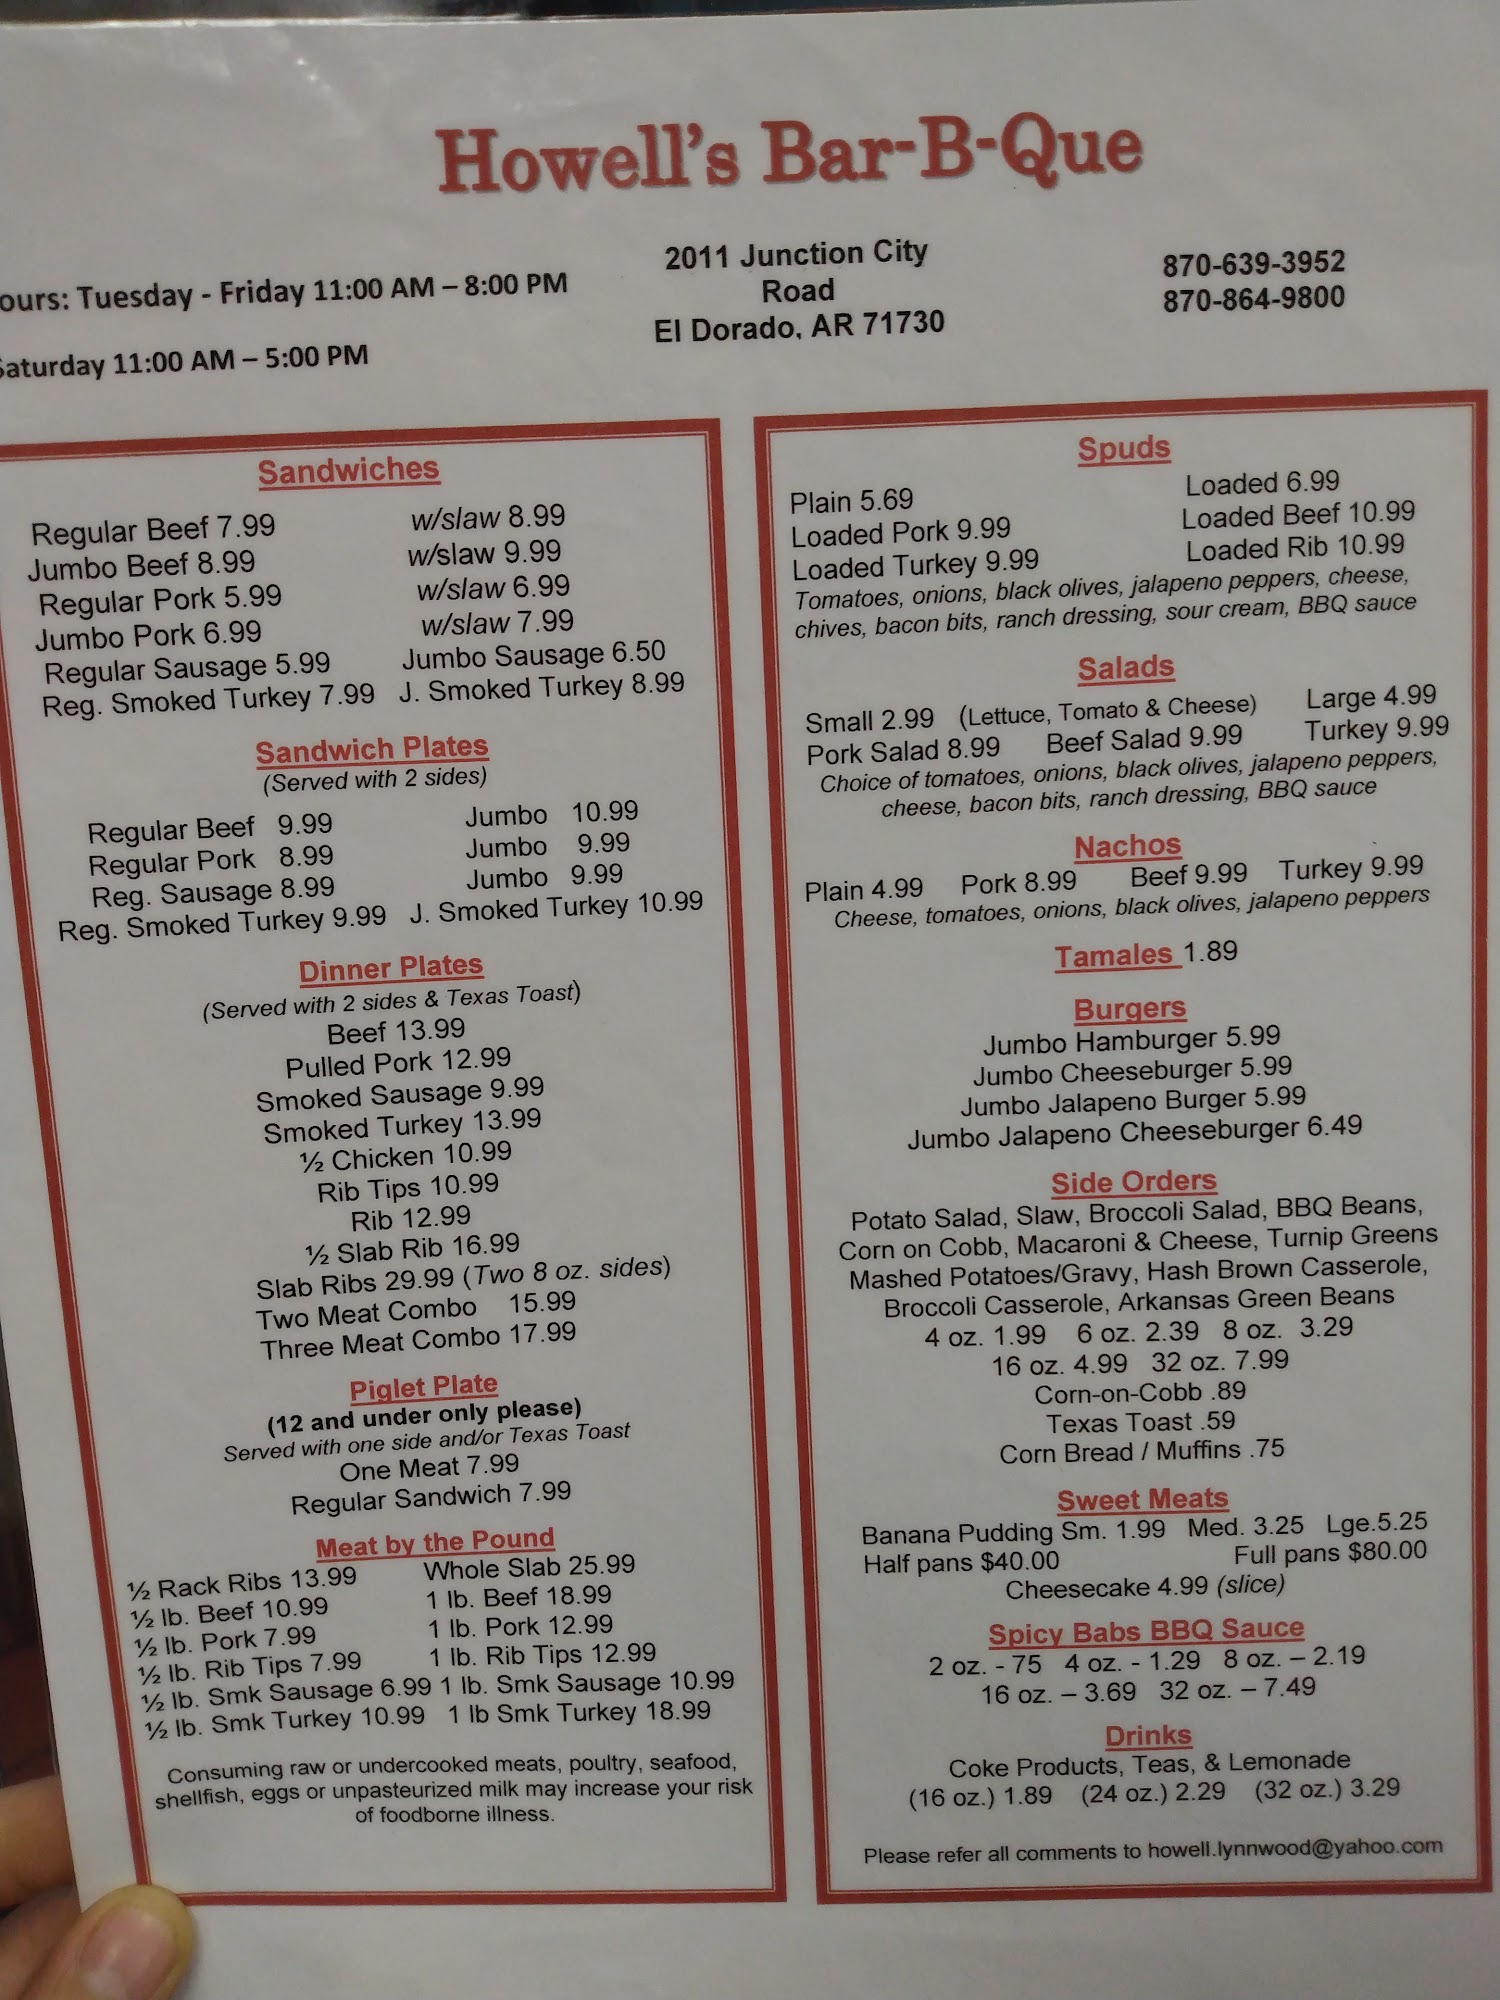 Howell's Bar-B-Que
ours: Tuesday - Friday 11:00 AM – 8:00 PM
Saturday 11:00 AM – 5:00 PM
2011 Junction City
Road
El Dorado, AR 71730
870-639-3952
870-864-9800
Sandwiches
Regular Beef 7.99 w/slaw 8.99
Jumbo Beef 8.99 w/slaw 9.99
Regular Pork 5.99 w/slaw 6.99
Jumbo Pork 6.99 w/slaw 7.99
Regular Sausage 5.99 Jumbo Sausage 6.50
Reg. Smoked Turkey 7.99 J. Smoked Turkey 8.99
Sandwich Plates
(Served with 2 sides)
Regular Beef 9.99 Jumbo 10.99
Regular Pork 8.99 Jumbo 9.99
Reg. Sausage 8.99 Jumbo 9.99
Reg. Smoked Turkey 9.99 J. Smoked Turkey 10.99
Dinner Plates
(Served with 2 sides & Texas Toast)
Beef 13.99
Pulled Pork 12.99
Smoked Sausage 9.99
Smoked Turkey 13.99
½ Chicken 10.99
Rib Tips 10.99
Rib 12.99
½ Slab Rib 16.99
Slab Ribs 29.99 (Two 8 oz. sides)
Two Meat Combo 15.99
Three Meat Combo 17.99
Piglet Plate
(12 and under only please)
Served with one side and/or Texas Toast
One Meat 7.99
Regular Sandwich 7.99
Meat by the Pound
½ Rack Ribs 13.99 Whole Slab 25.99
½ lb. Beef 10.99 1 lb. Beef 18.99
½ lb. Pork 7.99 1 lb. Pork 12.99
½ lb. Rib Tips 7.99 1 lb. Rib Tips 12.99
½ lb. Smk Sausage 6.99 1 lb. Smk Sausage 10.99
½ lb. Smk Turkey 10.99 1 lb Smk Turkey 18.99
Consuming raw or undercooked meats, poultry, seafood,
shellfish, eggs or unpasteurized milk may increase your risk
of foodborne illness.
Spuds
Plain 5.69 Loaded 6.99
Loaded Pork 9.99 Loaded Beef 10.99
Loaded Turkey 9.99 Loaded Rib 10.99
Tomatoes, onions, black olives, jalapeno peppers, cheese,
chives, bacon bits, ranch dressing, sour cream, BBQ sauce
Salads
Small 2.99 (Lettuce, Tomato & Cheese) Large 4.99
Pork Salad 8.99 Beef Salad 9.99 Turkey 9.99
Choice of tomatoes, onions, black olives, jalapeno peppers,
cheese, bacon bits, ranch dressing, BBQ sauce
Nachos
Plain 4.99 Pork 8.99 Beef 9.99 Turkey 9.99
Cheese, tomatoes, onions, black olives, jalapeno peppers
Tamales 1.89
Burgers
Jumbo Hamburger 5.99
Jumbo Cheeseburger 5.99
Jumbo Jalapeno Burger 5.99
Jumbo Jalapeno Cheeseburger 6.49
Side Orders
Potato Salad, Slaw, Broccoli Salad, BBQ Beans,
Corn on Cobb, Macaroni & Cheese, Turnip Greens
Mashed Potatoes/Gravy, Hash Brown Casserole,
Broccoli Casserole, Arkansas Green Beans
4 oz. 1.99 6 oz. 2.39 8 oz. 3.29
16 oz. 4.99 32 oz. 7.99
Corn-on-Cobb .89
Texas Toast .59
Corn Bread / Muffins .75
Sweet Meats
Banana Pudding Sm. 1.99 Med. 3.25 Lge.5.25
Half pans $40.00 Full pans $80.00
Cheesecake 4.99 (slice)
Spicy Babs BBQ Sauce
2 oz. - 75 4 oz. - 1.29 8 oz. – 2.19
16 oz. – 3.69 32 oz. – 7.49
Drinks
Coke Products, Teas, & Lemonade
(16 oz.) 1.89 (24 oz.) 2.29 (32 oz.) 3.29
Please refer all comments to howell.lynnwood@yahoo.com